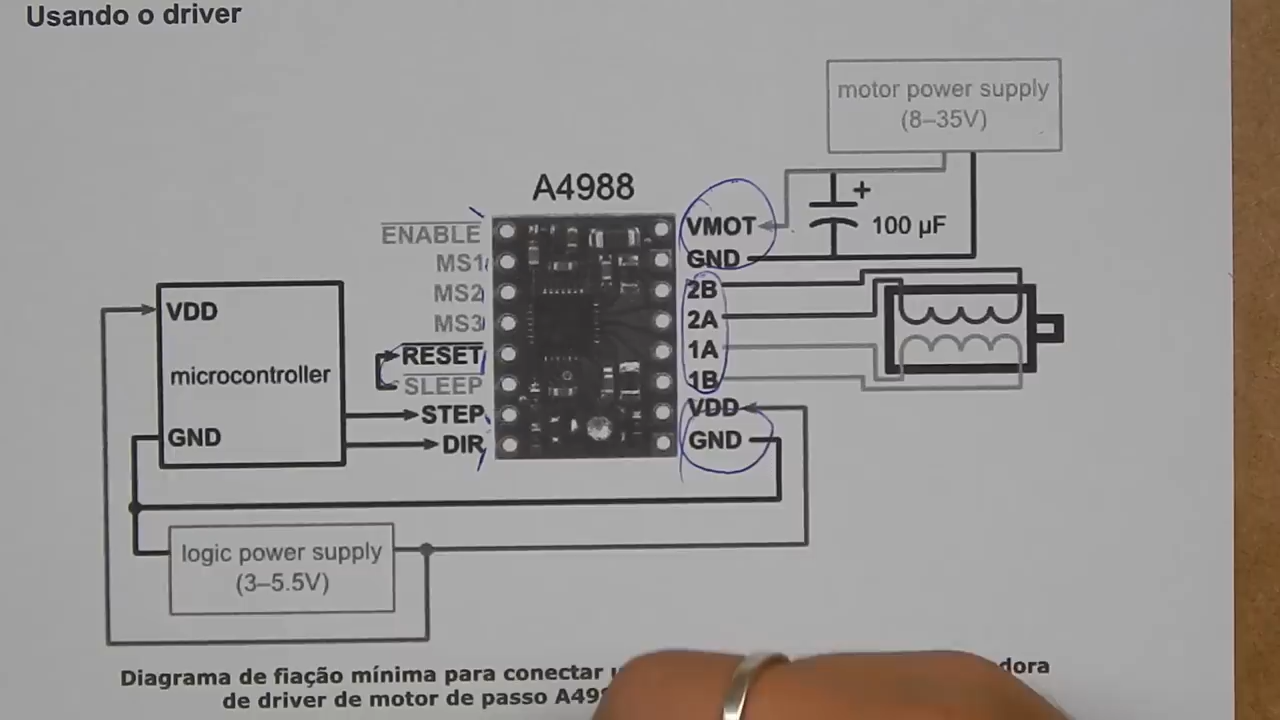 Usando o driver
motor power supply
(8–35V)
A4988
+
100 µF
ENABLE
MS1
MS2
MS3
RESET
SLEEP
STEP
DIR
VMOT
GND
2B
2A
1A
1B
VDD
GND
VDD
microcontroller
GND
logic power supply
(3–5.5V)
Diagrama de fiação mínima para conectar
de driver de motor de passo